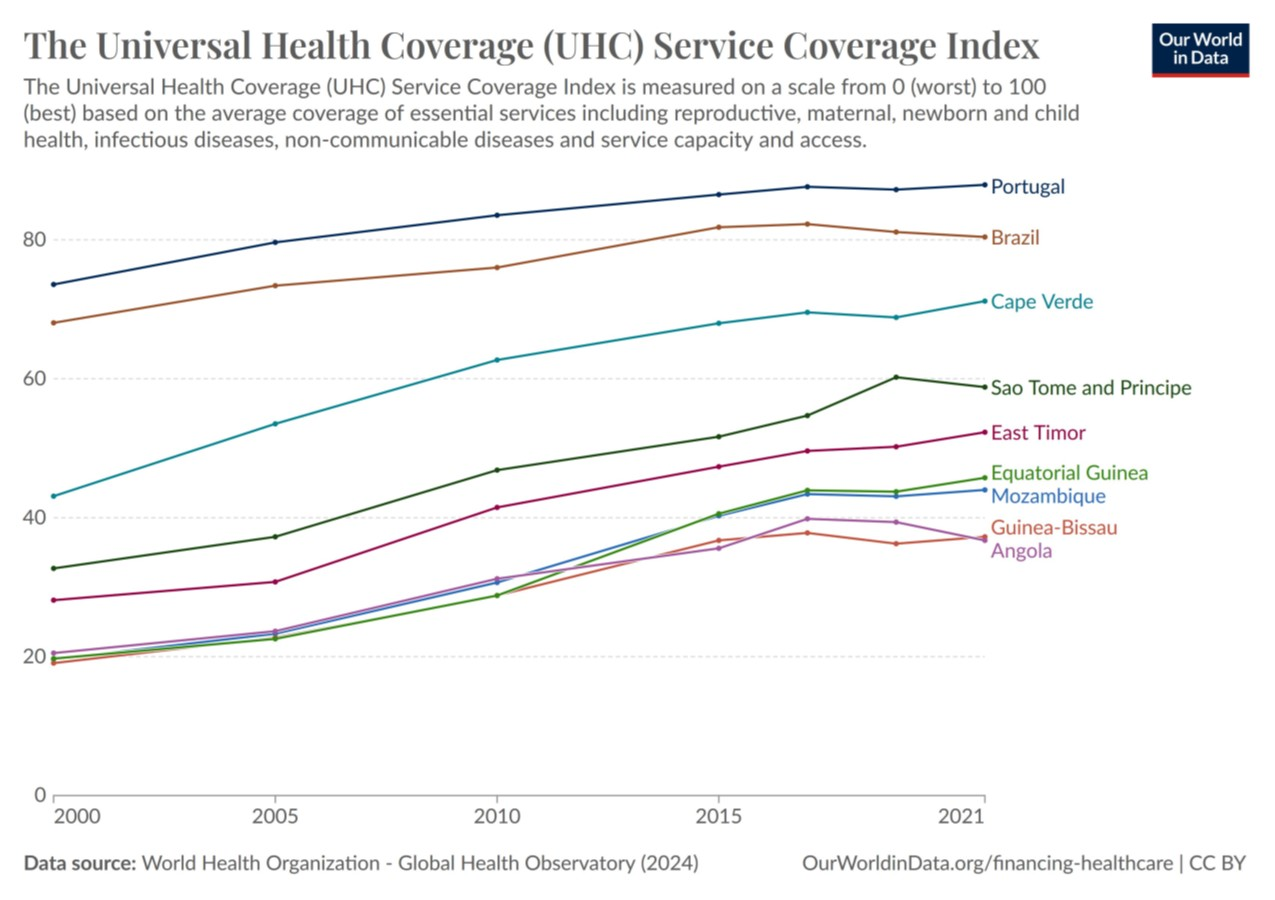 The Universal Health Coverage (UHC) Service Coverage Index
Our World
in Data
The Universal Health Coverage (UHC) Service Coverage Index is measured on a scale from 0 (worst) to 100
(best) based on the average coverage of essential services including reproductive, maternal, newborn and child
health, infectious diseases, non-communicable diseases and service capacity and access.
Portugal
80
Brazil
Cape Verde
60
Sao Tome and Principe
East Timor
Equatorial Guinea
Mozambique
40
Guinea-Bissau
Angola
20
0
2000 2005 2010 2015 2021
Data source: World Health Organization - Global Health Observatory (2024)
OurWorldinData.org/financing-healthcare | CC BY